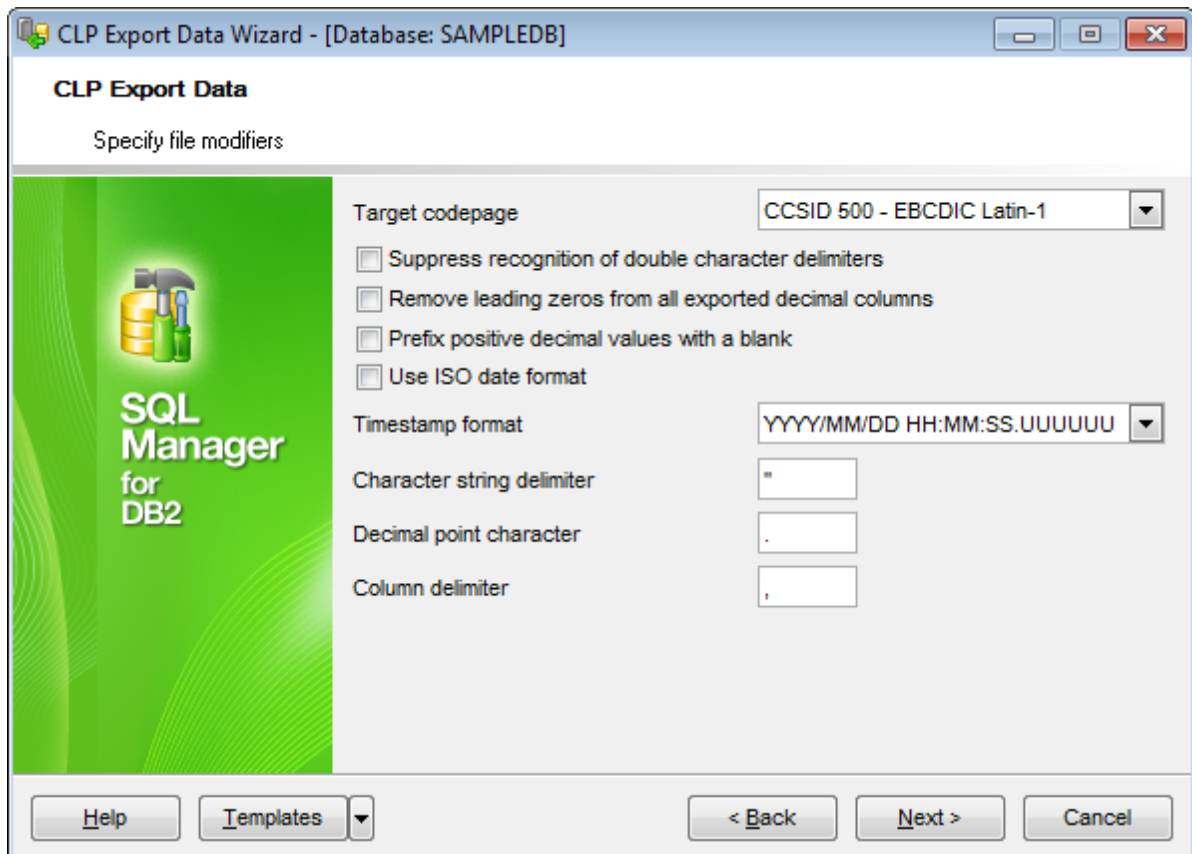 CLP Export Data Wizard - [Database: SAMPLEDB]
CLP Export Data
Specify file modifiers
SQL
Manager
for
DB2
Target codepage CCSID 500 - EBCDIC Latin-1
Suppress recognition of double character delimiters
Remove leading zeros from all exported decimal columns
Prefix positive decimal values with a blank
Use ISO date format
Timestamp format YYYY/MM/DD HH:MM:SS.UUUUUU
Character string delimiter "
Decimal point character .
Column delimiter ,
Help Templates < Back Next > Cancel